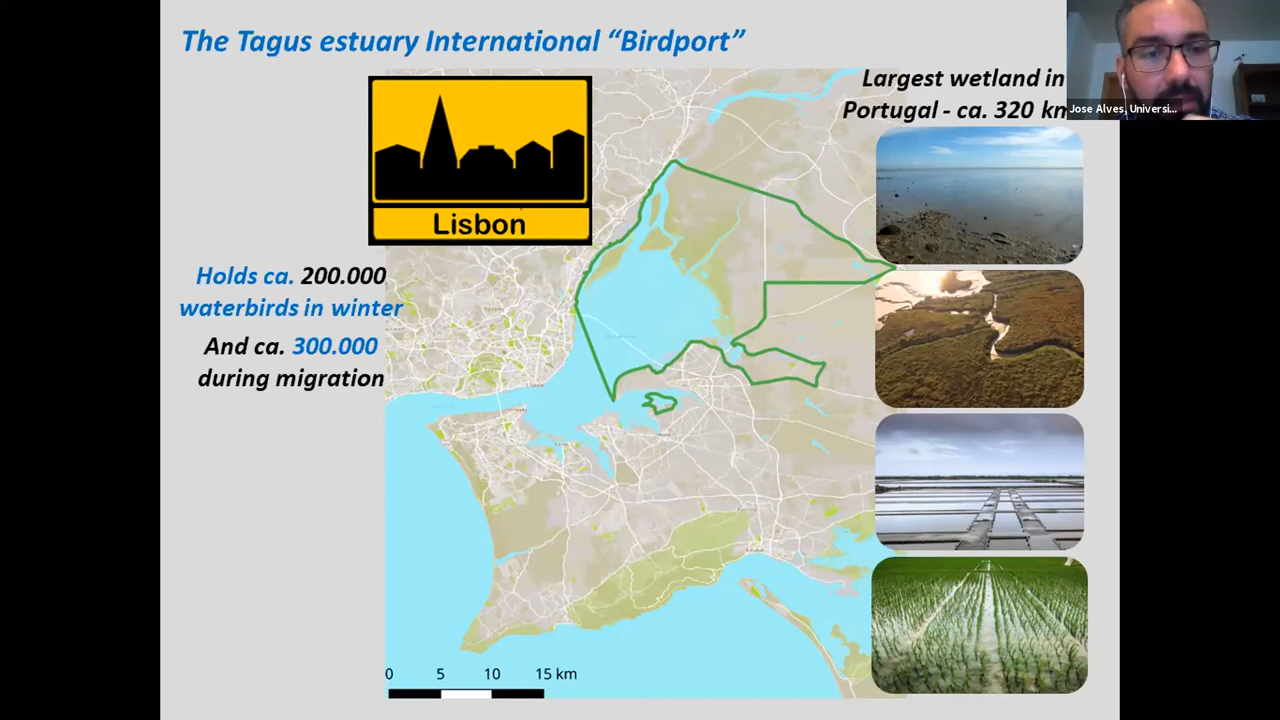 The Tagus estuary International “Birdport”
Largest wetland in
Portugal - ca. 320 km
Jose Alves, Universi...
Lisbon
Holds ca. 200.000
waterbirds in winter
And ca. 300.000
during migration
0 5 10 15 km